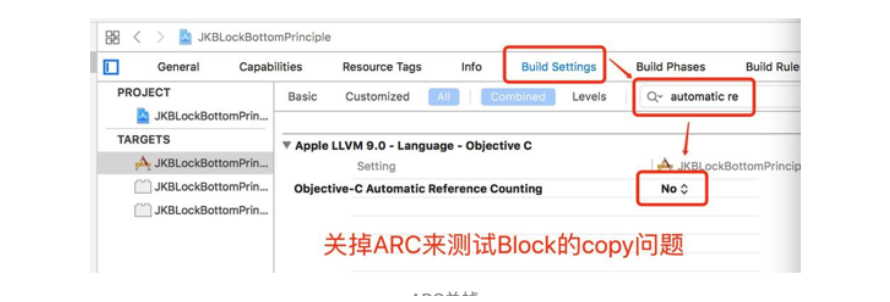 JKBLockBottomPrinciple
General Capabilities Resource Tags Info Build Settings Build Phases Build Rule
PROJECT
Basic Customized All Combined Levels automatic re
JKBLockBottomPrin...
TARGETS
Apple LLVM 9.0 - Language - Objective C
JKBLockBottomPrin...
Setting JKBLockBottomPrincip
JKBLockBottomPrin...
Objective-C Automatic Reference Counting No
JKBLockBottomPrin...
关掉ARC来测试Block的copy问题